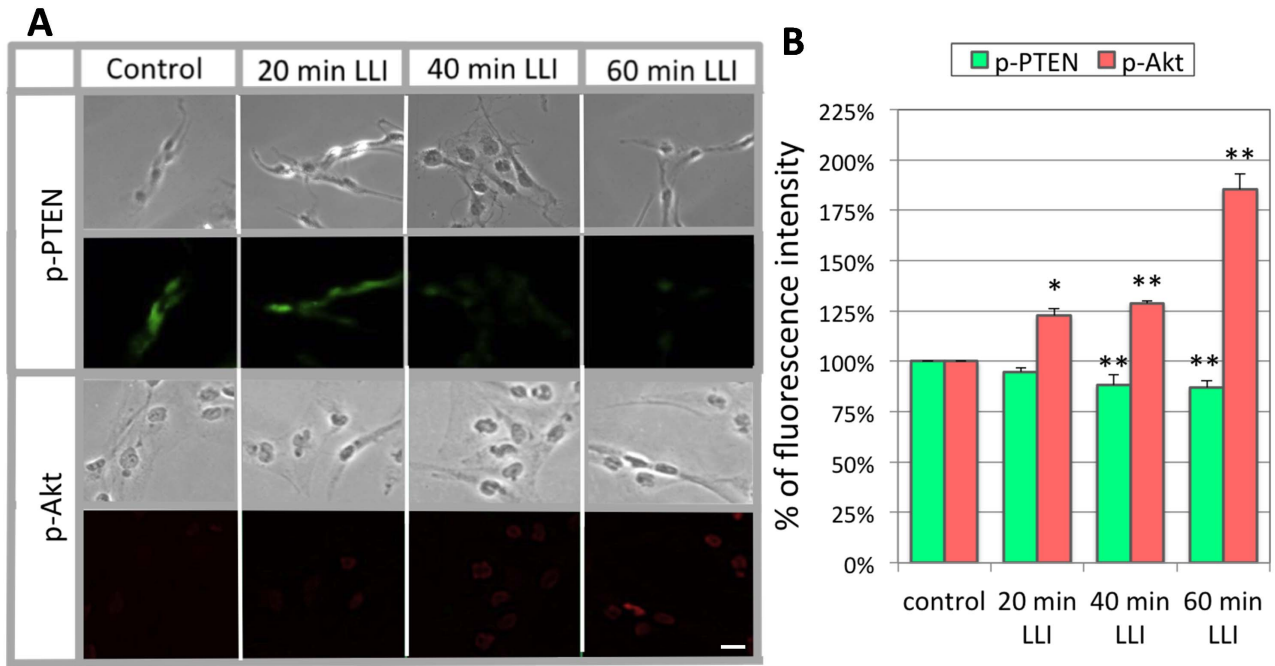 A
Control
20 min LLI
40 min LLI
60 min LLI
p-PTEN
p-Akt
B
p-PTEN
p-Akt
% of fluorescence intensity
225%
200%
175%
150%
125%
100%
75%
50%
25%
0%
*
**
**
**
**
control
20 min
LLI
40 min
LLI
60 min
LLI